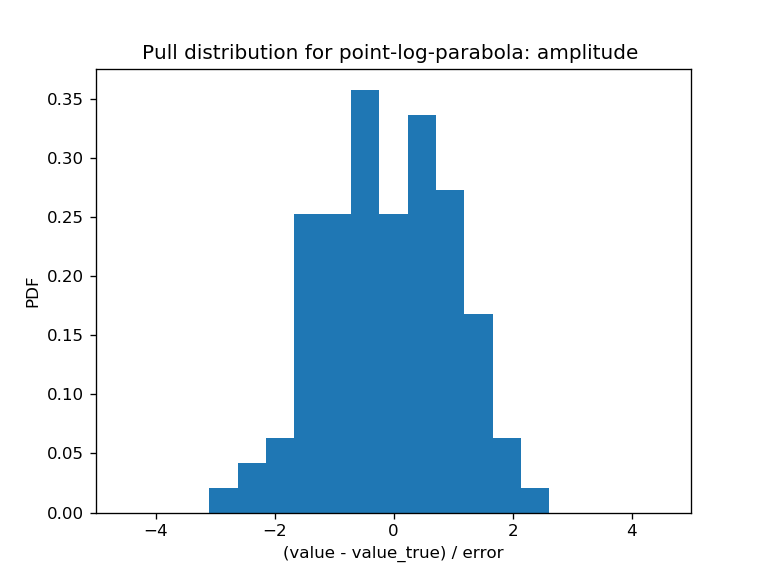 Pull distribution for point-log-parabola: amplitude
0.35
0.30
0.25
0.20
0.15
0.10
0.05
0.00
PDF
−4 −2 0 2 4
(value - value_true) / error